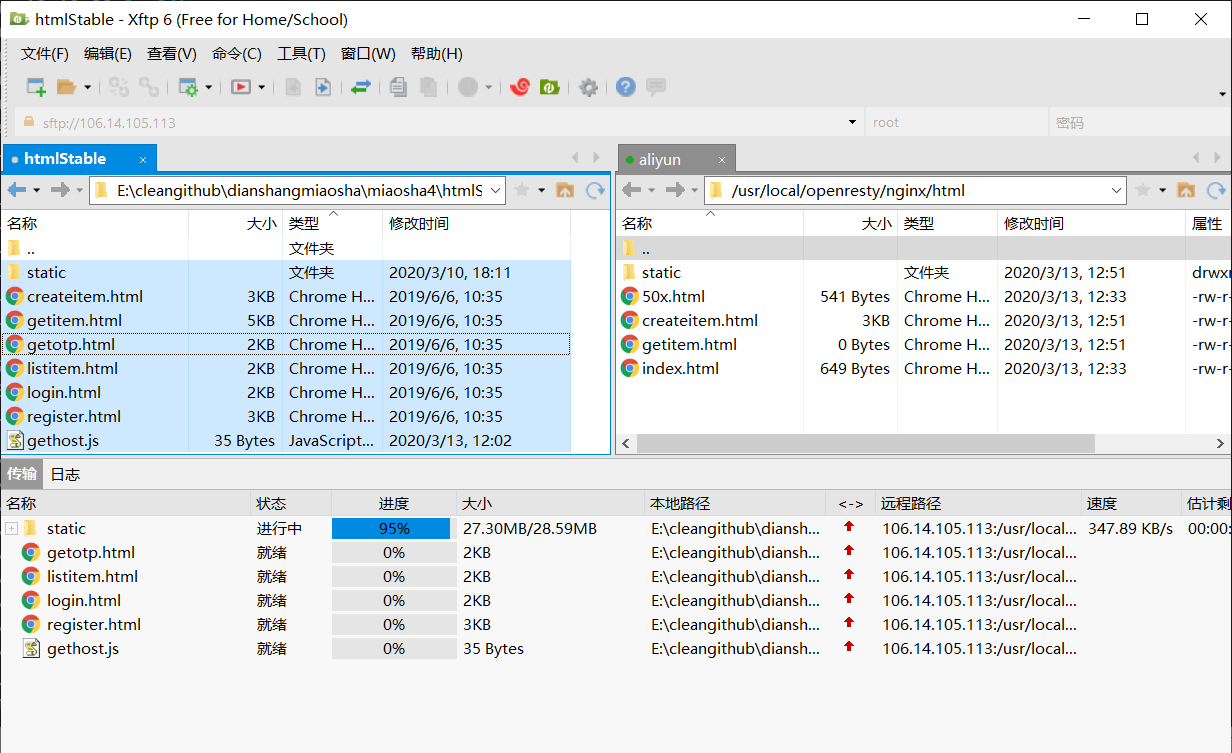 htmlStable - Xftp 6 (Free for Home/School)
文件(F) 编辑(E) 查看(V) 命令(C) 工具(T) 窗口(W) 帮助(H)
sftp://106.14.105.113 root 密码
htmlStable × aliyun ×
E:\cleangithub\dianshangmiaosha\miaosha4\htmlS /usr/local/openresty/nginx/html
名称 大小 类型 修改时间
.. 文件夹
static 文件夹 2020/3/10, 18:11
createitem.html 3KB Chrome H... 2019/6/6, 10:35
getitem.html 5KB Chrome H... 2019/6/6, 10:35
getotp.html 2KB Chrome H... 2019/6/6, 10:35
listitem.html 2KB Chrome H... 2019/6/6, 10:35
login.html 2KB Chrome H... 2019/6/6, 10:35
register.html 3KB Chrome H... 2019/6/6, 10:35
gethost.js 35 Bytes JavaScript... 2020/3/13, 12:02
名称 大小 类型 修改时间 属性
..
static 文件夹 2020/3/13, 12:51 drwx
50x.html 541 Bytes Chrome H... 2020/3/13, 12:33 -rw-r-
createitem.html 3KB Chrome H... 2020/3/13, 12:51 -rw-r-
getitem.html 0 Bytes Chrome H... 2020/3/13, 12:51 -rw-r-
index.html 649 Bytes Chrome H... 2020/3/13, 12:33 -rw-r-
传输 日志
名称 状态 进度 大小 本地路径 <-> 远程路径 速度 估计剩
static 进行中 95% 27.30MB/28.59MB E:\cleangithub\diansh... 106.14.105.113:/usr/local... 347.89 KB/s 00:00:
getotp.html 就绪 0% 2KB E:\cleangithub\diansh... 106.14.105.113:/usr/local...
listitem.html 就绪 0% 2KB E:\cleangithub\diansh... 106.14.105.113:/usr/local...
login.html 就绪 0% 2KB E:\cleangithub\diansh... 106.14.105.113:/usr/local...
register.html 就绪 0% 3KB E:\cleangithub\diansh... 106.14.105.113:/usr/local...
gethost.js 就绪 0% 35 Bytes E:\cleangithub\diansh... 106.14.105.113:/usr/local...